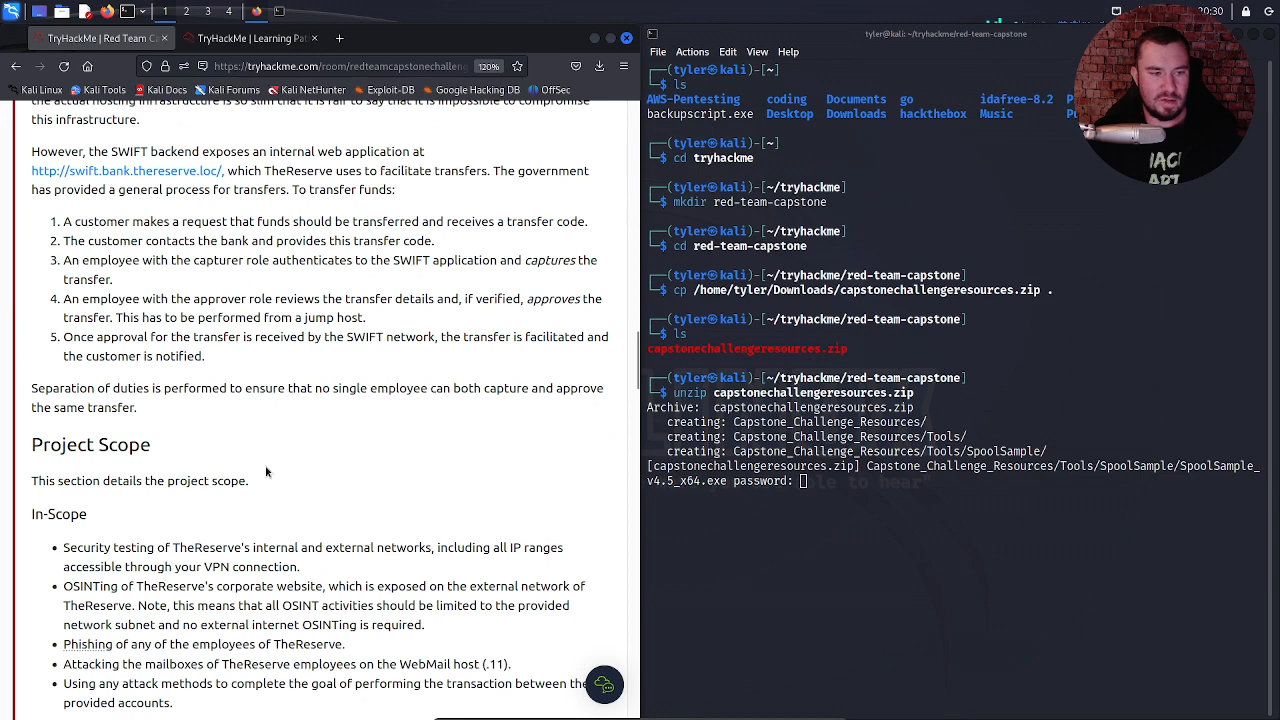 1
2
3
4
20:30
TryHackMe | Red Team Ca
TryHackMe | Learning Pat
https://tryhackme.com/room/redteamcapstonechalleng
120%
Kali Linux
Kali Tools
Kali Docs
Kali Forums
Kali NetHunter
Exploit-DB
Google Hacking DB
OffSec
the actual hosting infrastructure is so slim that it is fair to say that it is impossible to compromise
this infrastructure.
However, the SWIFT backend exposes an internal web application at
http://swift.bank.thereserve.loc/, which TheReserve uses to facilitate transfers. The government
has provided a general process for transfers. To transfer funds:
1. A customer makes a request that funds should be transferred and receives a transfer code.
2. The customer contacts the bank and provides this transfer code.
3. An employee with the capturer role authenticates to the SWIFT application and captures the
transfer.
4. An employee with the approver role reviews the transfer details and, if verified, approves the
transfer. This has to be performed from a jump host.
5. Once approval for the transfer is received by the SWIFT network, the transfer is facilitated and
the customer is notified.
Separation of duties is performed to ensure that no single employee can both capture and approve
the same transfer.
Project Scope
This section details the project scope.
In-Scope
Security testing of TheReserve's internal and external networks, including all IP ranges
accessible through your VPN connection.
OSINTing of TheReserve's corporate website, which is exposed on the external network of
TheReserve. Note, this means that all OSINT activities should be limited to the provided
network subnet and no external internet OSINTing is required.
Phishing of any of the employees of TheReserve.
Attacking the mailboxes of TheReserve employees on the WebMail host (.11).
Using any attack methods to complete the goal of performing the transaction between the
provided accounts.
tyler@kali: ~/tryhackme/red-team-capstone
File Actions Edit View Help
(tyler㉿kali)-[~]
$ ls
AWS-Pentesting coding Documents go idafree-8.2
backupscript.exe Desktop Downloads hackthebox Music
(tyler㉿kali)-[~]
$ cd tryhackme
(tyler㉿kali)-[~/tryhackme]
$ mkdir red-team-capstone
(tyler㉿kali)-[~/tryhackme]
$ cd red-team-capstone
(tyler㉿kali)-[~/tryhackme/red-team-capstone]
$ cp /home/tyler/Downloads/capstonechallengeresources.zip .
(tyler㉿kali)-[~/tryhackme/red-team-capstone]
$ ls
capstonechallengeresources.zip
(tyler㉿kali)-[~/tryhackme/red-team-capstone]
$ unzip capstonechallengeresources.zip
Archive: capstonechallengeresources.zip
creating: Capstone_Challenge_Resources/
creating: Capstone_Challenge_Resources/Tools/
creating: Capstone_Challenge_Resources/Tools/SpoolSample/
[capstonechallengeresources.zip] Capstone_Challenge_Resources/Tools/SpoolSample/SpoolSample_
v4.5_x64.exe password: